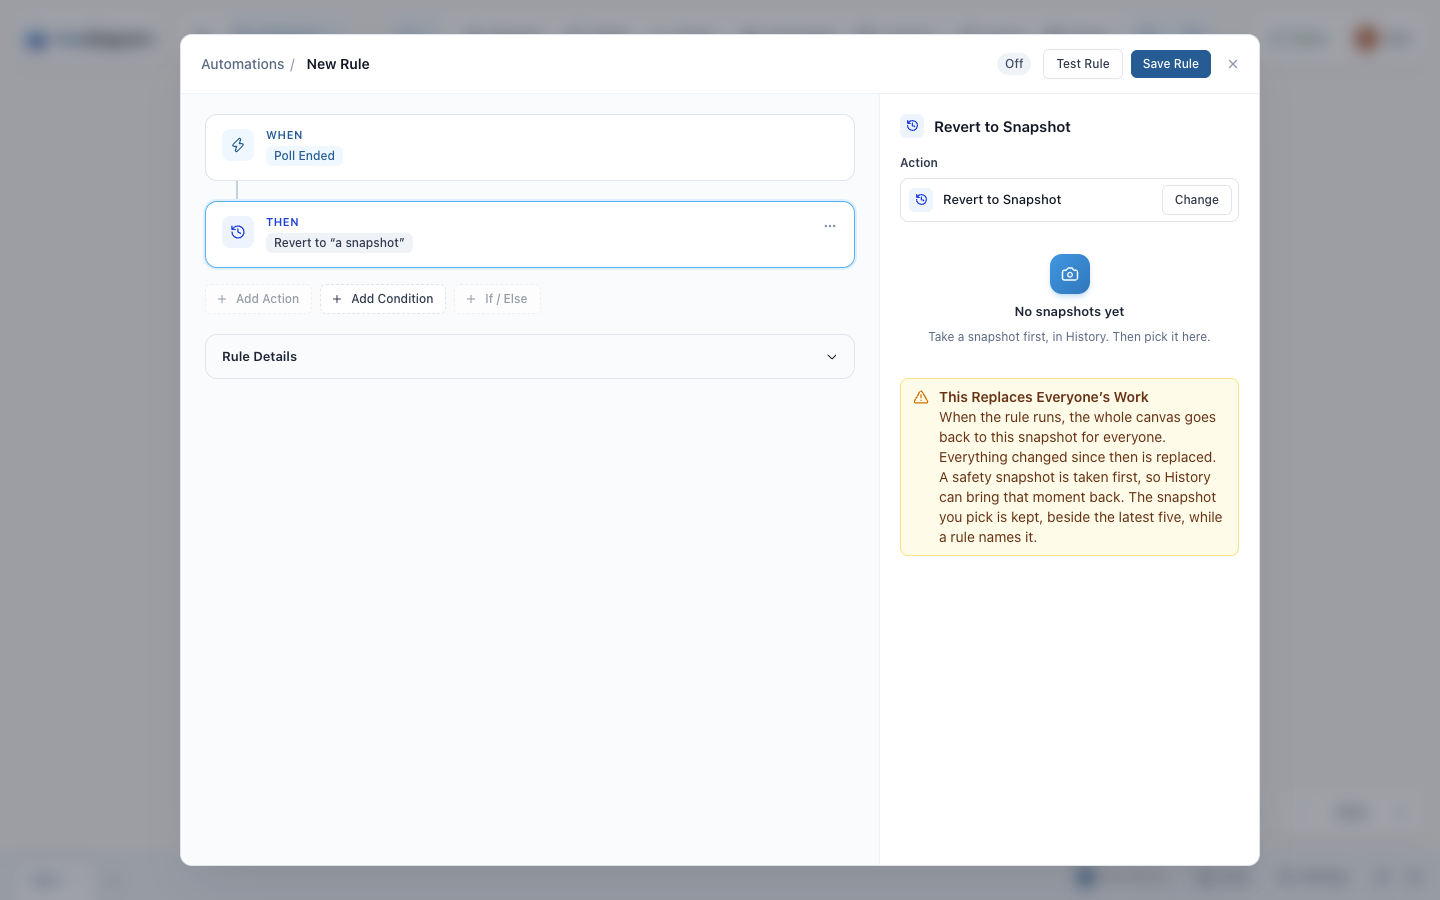 Automations / New Rule
Off
Test Rule
Save Rule
WHEN
Poll Ended
THEN
Revert to “a snapshot”
Add Action
Add Condition
If / Else
Rule Details
Revert to Snapshot
Action
Revert to Snapshot
Change
No snapshots yet
Take a snapshot first, in History. Then pick it here.
This Replaces Everyone’s Work
When the rule runs, the whole canvas goes
back to this snapshot for everyone.
Everything changed since then is replaced.
A safety snapshot is taken first, so History
can bring that moment back. The snapshot
you pick is kept, beside the latest five, while
a rule names it.